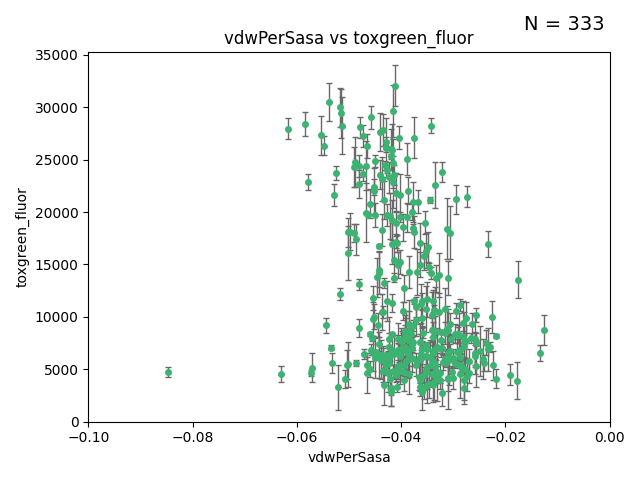 N = 333
vdwPerSasa vs toxgreen_fluor
toxgreen_fluor
35000
30000
25000
20000
15000
10000
5000
0
−0.10 −0.08 −0.06 −0.04 −0.02 0.00
vdwPerSasa